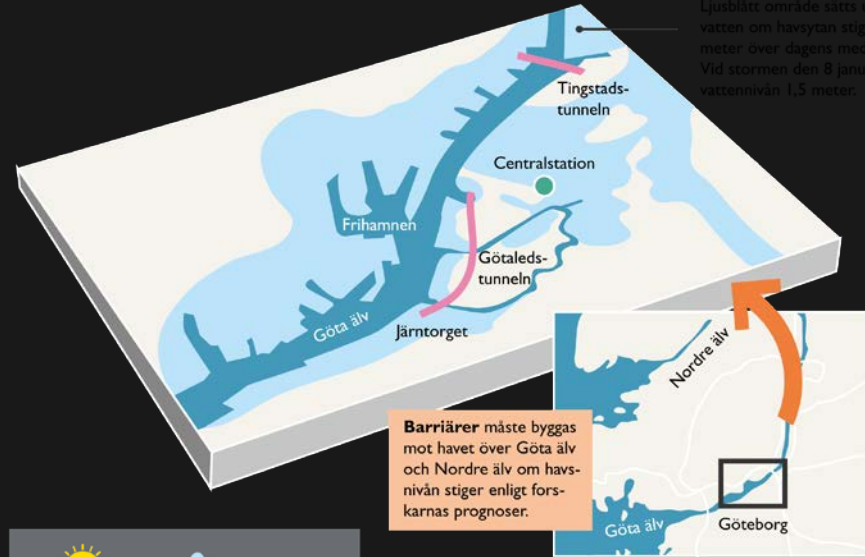 Ljusblått område sätts
vatten om havsytan stig
meter över dagens med
Vid stormen den 8 janu
vattennivån 1,5 meter.
Tingstads-
tunneln
Centralstation
Frihamnen
Götaleds-
tunneln
Göta älv
Järntorget
Nordre älv
Barriärer måste byggas
mot havet över Göta älv
och Nordre älv om havs-
nivån stiger enligt fors-
karnas prognoser.
Göta älv
Göteborg